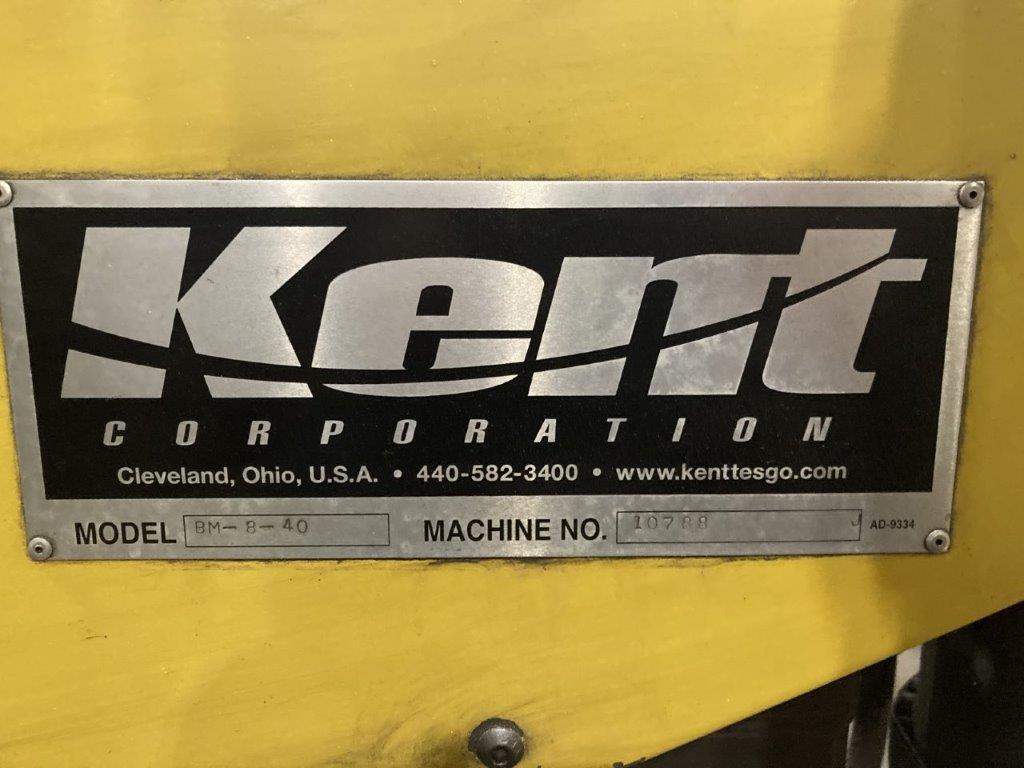 Kent
CORPORATION
Cleveland, Ohio, U.S.A. • 440-582-3400 • www.kenttesgo.com
MODEL BM-8-40 MACHINE NO. 10788 J AD-9334